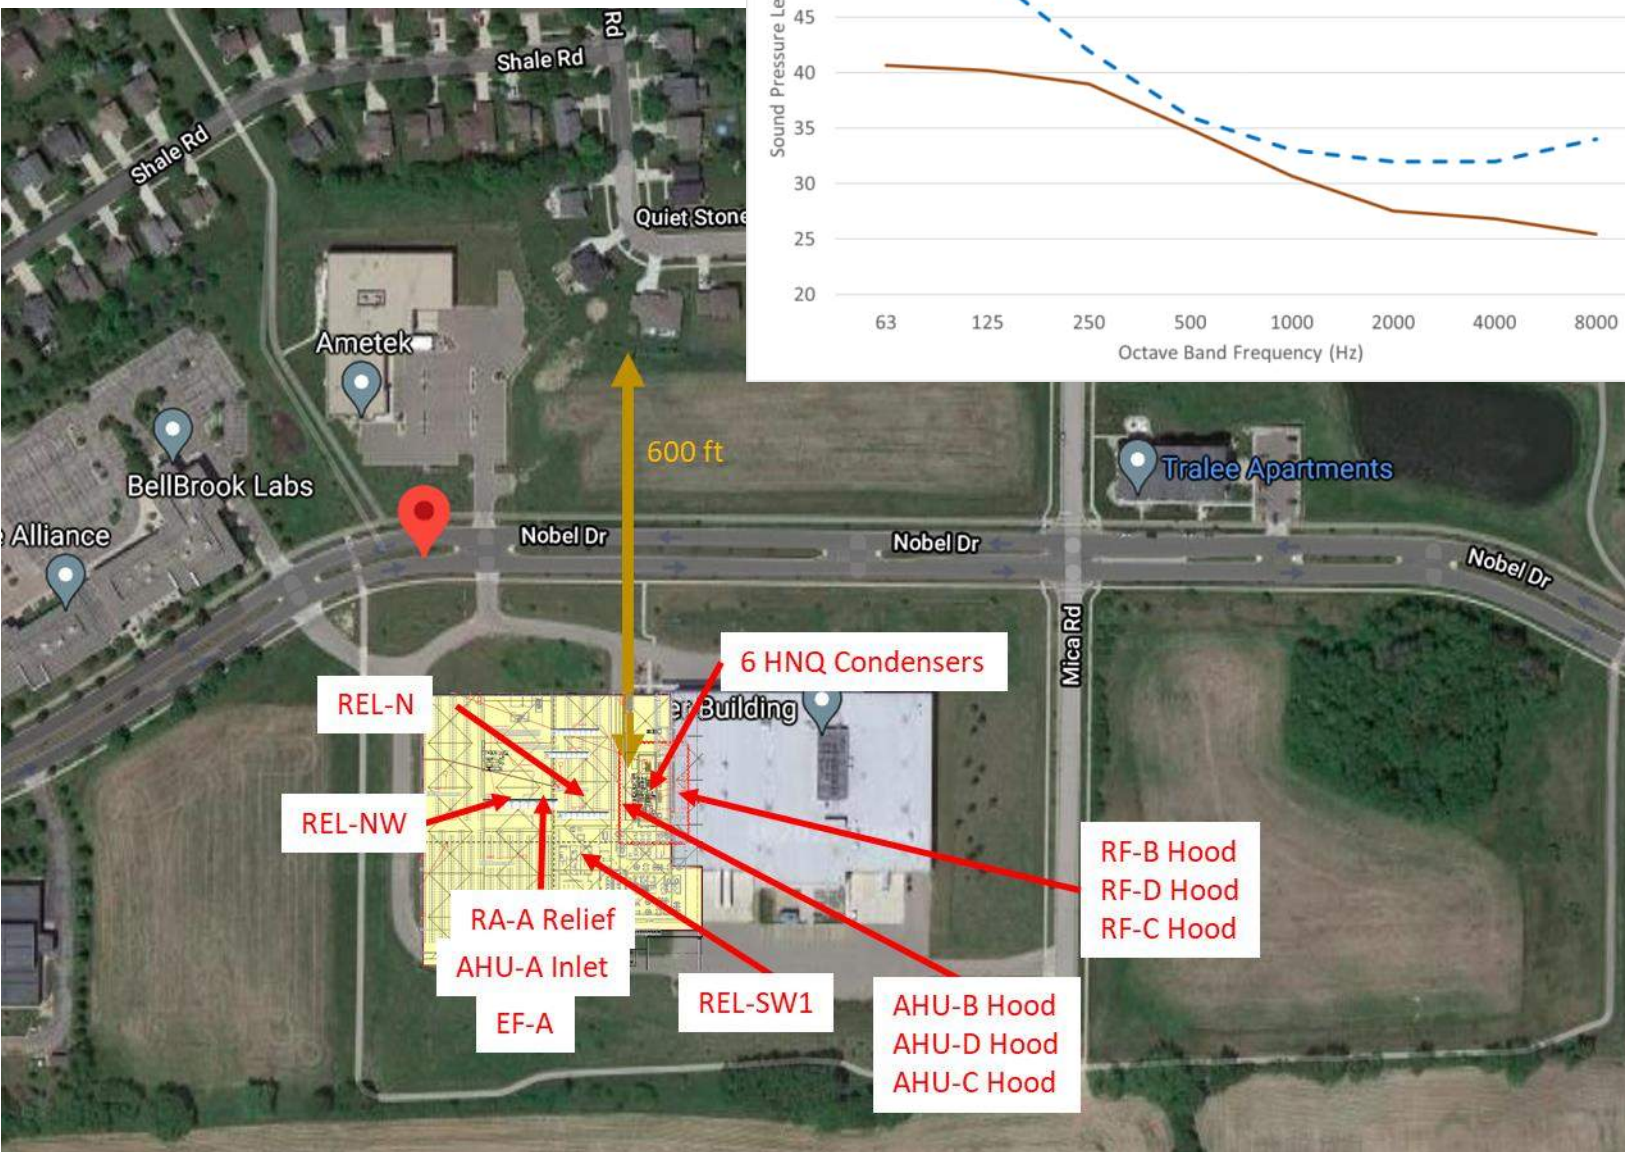 Sound Pressure Le
45
40
35
30
25
20
63 125 250 500 1000 2000 4000 8000
Octave Band Frequency (Hz)
Rd
Shale Rd
Shale Rd
Quiet Stone
Ametek
BellBrook Labs
600 ft
Tralee Apartments
Alliance
Nobel Dr
Nobel Dr
Nobel Dr
Mica Rd
6 HNQ Condensers
REL-N
er Building
REL-NW
RF-B Hood
RF-D Hood
RF-C Hood
RA-A Relief
AHU-A Inlet
EF-A
REL-SW1
AHU-B Hood
AHU-D Hood
AHU-C Hood